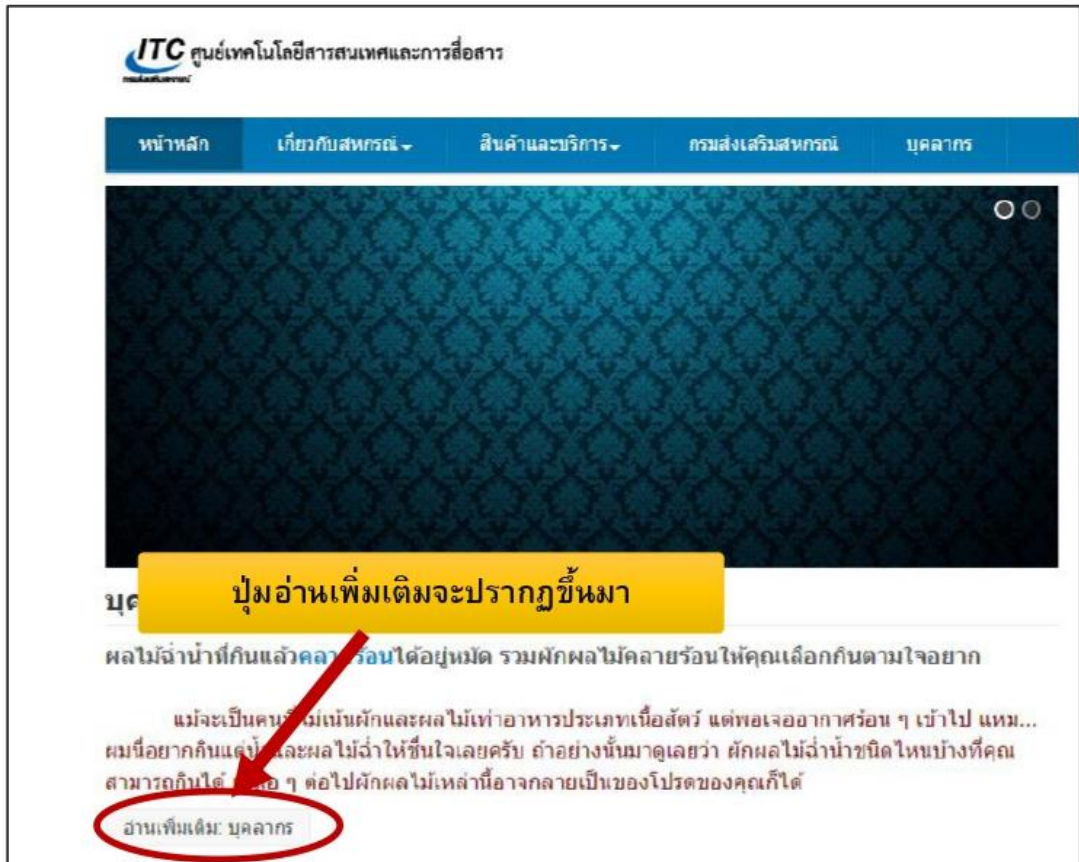 ITC ศูนย์เทคโนโลยีสารสนเทศและการสื่อสาร
กรมส่งเสริมสหกรณ์
หน้าหลัก เกี่ยวกับสหกรณ์ สินค้าและบริการ กรมส่งเสริมสหกรณ์ บุคลากร
ปุ่มอ่านเพิ่มเติมจะปรากฏขึ้นมา
ผลไม้ฉ่ำน้ำที่กินแล้วคลายร้อนได้อยู่หมัด รวมผักผลไม้คลายร้อนให้คุณเลือกกินตามใจอยาก
แม้จะเป็นคนที่ไม่เน้นผักและผลไม้เท่าอาหารประเภทเนื้อสัตว์ แต่พอเจออากาศร้อน ๆ เข้าไป แหม...
ผมนี่อยากกินแต่น้ำและผลไม้ฉ่ำให้ชื่นใจเลยครับ ถ้าอย่างนั้นมาดูเลยว่า ผักผลไม้ฉ่ำน้ำชนิดไหนบ้างที่คุณ
สามารถกินได้ ๆ ต่อไปผักผลไม้เหล่านี้อาจกลายเป็นของโปรดของคุณก็ได้
อ่านเพิ่มเติม: บุคลากร